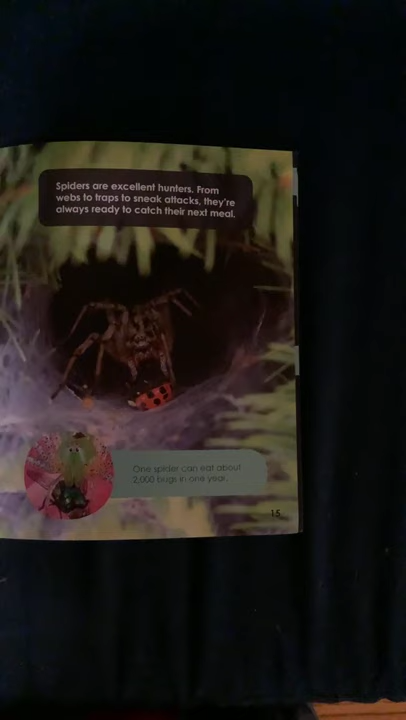 Spiders are excellent hunters. From
webs to traps to sneak attacks, they're
always ready to catch their next meal.
One spider can eat about
2,000 bugs in one year.
15